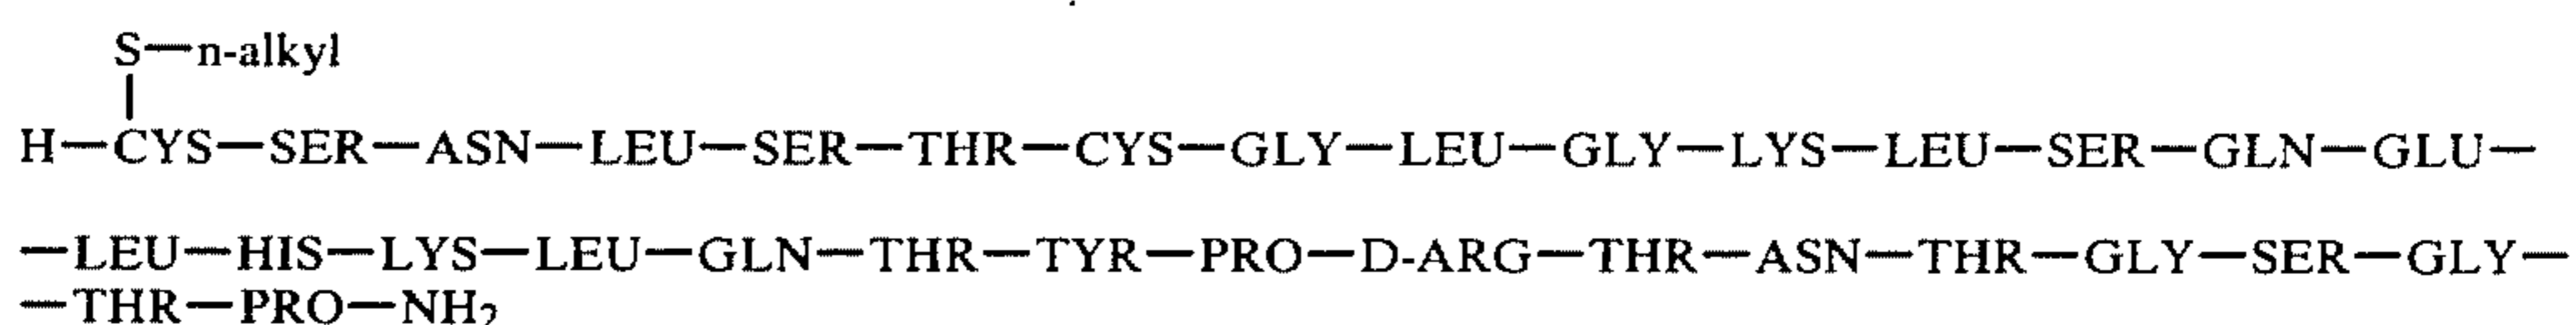 S—n-alkyl
H—CYS—SER—ASN—LEU—SER—THR—CYS—GLY—LEU—GLY—LYS—LEU—SER—GLN—GLU—
—LEU—HIS—LYS—LEU—GLN—THR—TYR—PRO—D-ARG—THR—ASN—THR—GLY—SER—GLY—
—THR—PRO—NH₂